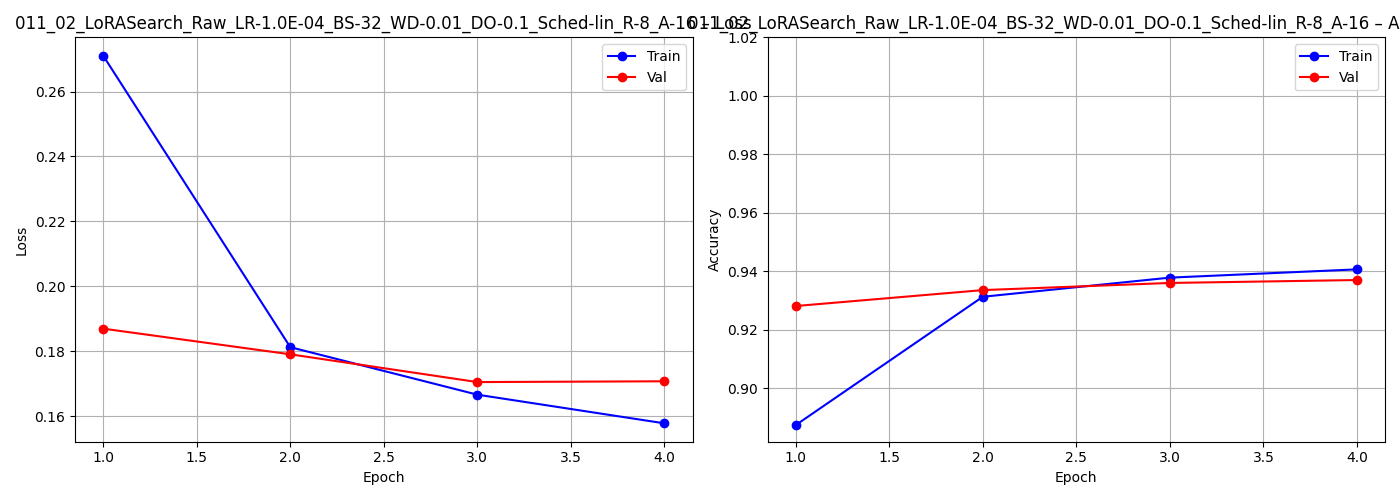 011_02_LoRASearch_Raw_LR-1.0E-04_BS-32_WD-0.01_DO-0.1_Sched-lin_R-8_A-16 – Loss
011_02_LoRASearch_Raw_LR-1.0E-04_BS-32_WD-0.01_DO-0.1_Sched-lin_R-8_A-16 – A
Train
Val
0.26
0.24
0.22
0.20
0.18
0.16
Loss
1.0
1.5
2.0
2.5
3.0
3.5
4.0
Epoch
Train
Val
1.02
1.00
0.98
0.96
0.94
0.92
0.90
Accuracy
1.0
1.5
2.0
2.5
3.0
3.5
4.0
Epoch